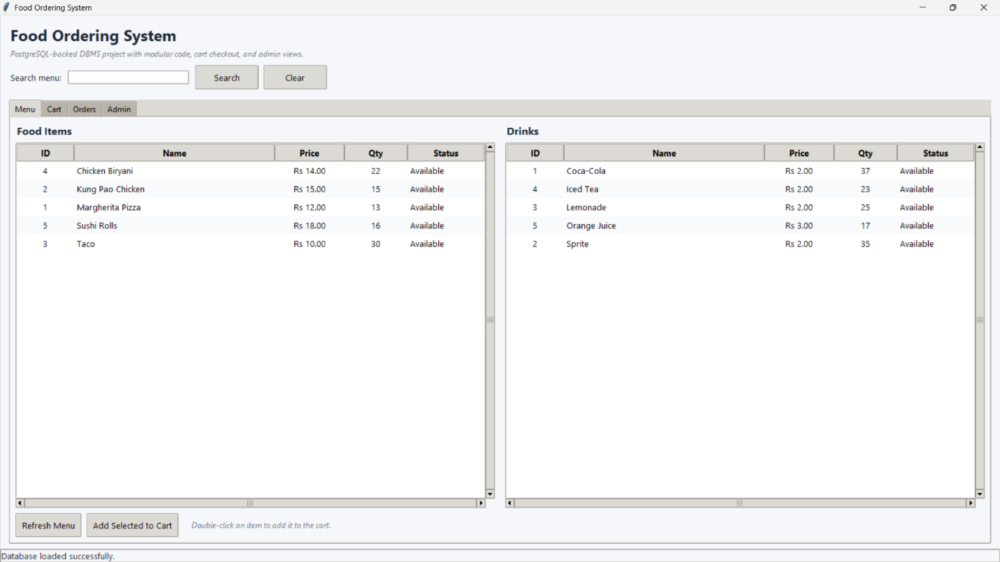 Food Ordering System
Food Ordering System
PostgreSQL-backed DBMS project with modular code, cart checkout, and admin views.
Search menu: Search Clear
Menu Cart Orders Admin
Food Items
ID Name Price Qty Status
4 Chicken Biryani Rs 14.00 22 Available
2 Kung Pao Chicken Rs 15.00 15 Available
1 Margherita Pizza Rs 12.00 13 Available
5 Sushi Rolls Rs 18.00 16 Available
3 Taco Rs 10.00 30 Available
Drinks
ID Name Price Qty Status
1 Coca-Cola Rs 2.00 37 Available
4 Iced Tea Rs 2.00 23 Available
3 Lemonade Rs 2.00 25 Available
5 Orange Juice Rs 3.00 17 Available
2 Sprite Rs 2.00 35 Available
Refresh Menu Add Selected to Cart Double-click an item to add it to the cart.
Database loaded successfully.